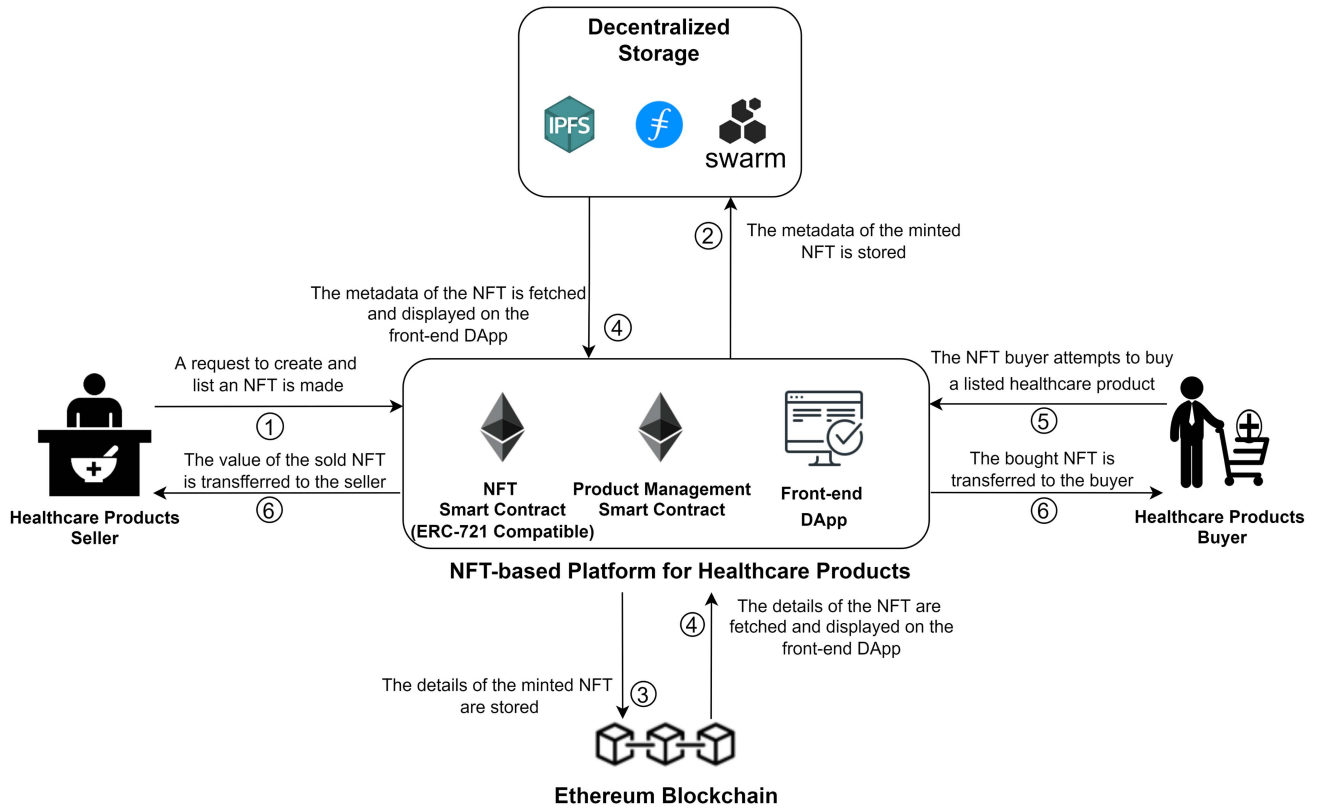 Decentralized
Storage
IPFS
swarm
②
The metadata of the minted
NFT is stored
The metadata of the NFT is fetched
and displayed on the
front-end DApp
④
A request to create and
list an NFT is made
①
The value of the sold NFT
is transfferred to the seller
⑥
Healthcare Products
Seller
NFT
Smart Contract
(ERC-721 Compatible)
Product Management
Smart Contract
Front-end
DApp
The NFT buyer attempts to buy
a listed healthcare product
⑤
The bought NFT is
transferred to the buyer
⑥
Healthcare Products
Buyer
NFT-based Platform for Healthcare Products
④
The details of the NFT are
fetched and displayed on the
front-end DApp
The details of the minted NFT
are stored
③
Ethereum Blockchain